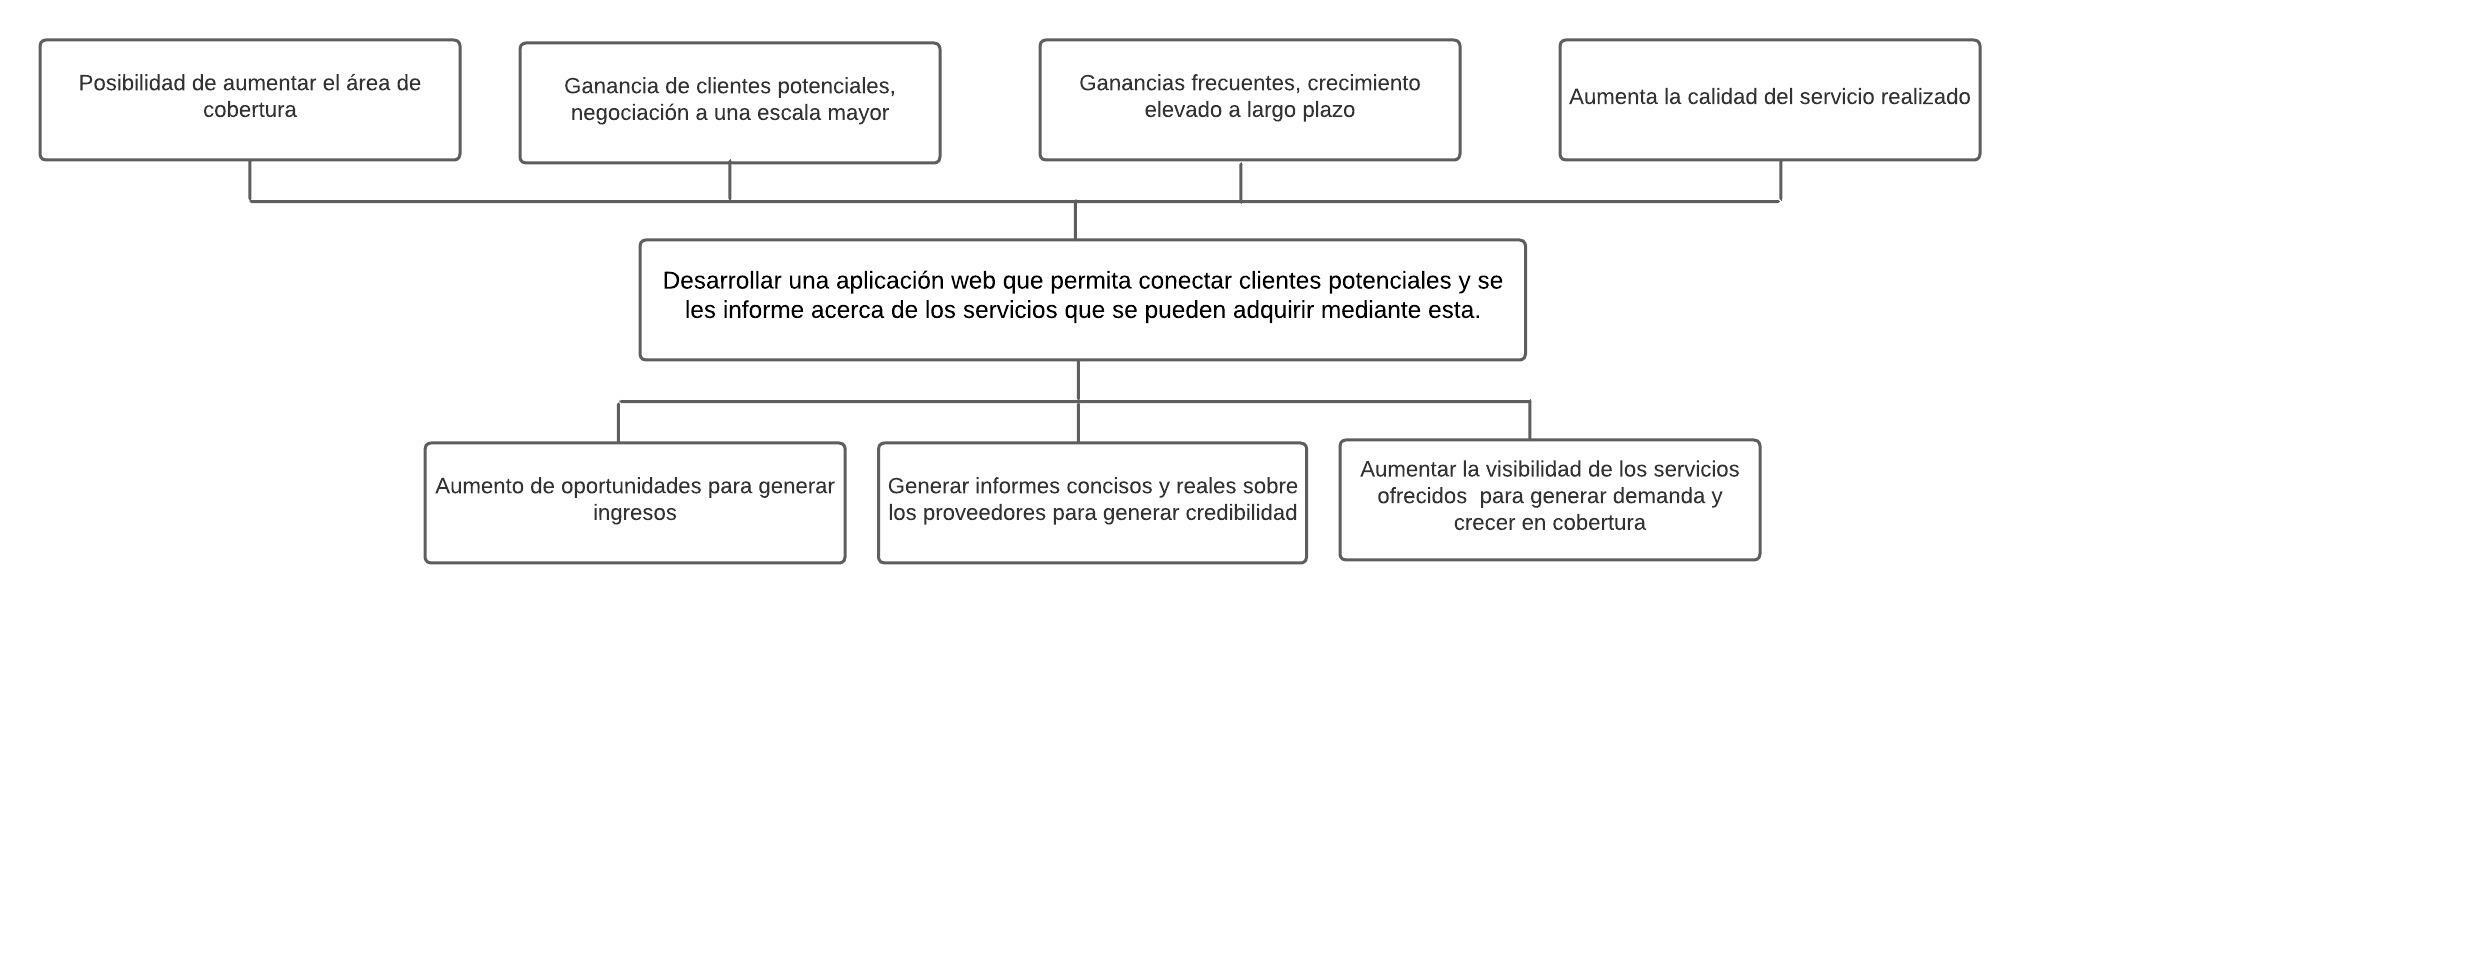 Posibilidad de aumentar el área de
cobertura
Ganancia de clientes potenciales,
negociación a una escala mayor
Ganancias frecuentes, crecimiento
elevado a largo plazo
Aumenta la calidad del servicio realizado
Desarrollar una aplicación web que permita conectar clientes potenciales y se
les informe acerca de los servicios que se pueden adquirir mediante esta.
Aumento de oportunidades para generar
ingresos
Generar informes concisos y reales sobre
los proveedores para generar credibilidad
Aumentar la visibilidad de los servicios
ofrecidos  para generar demanda y
crecer en cobertura